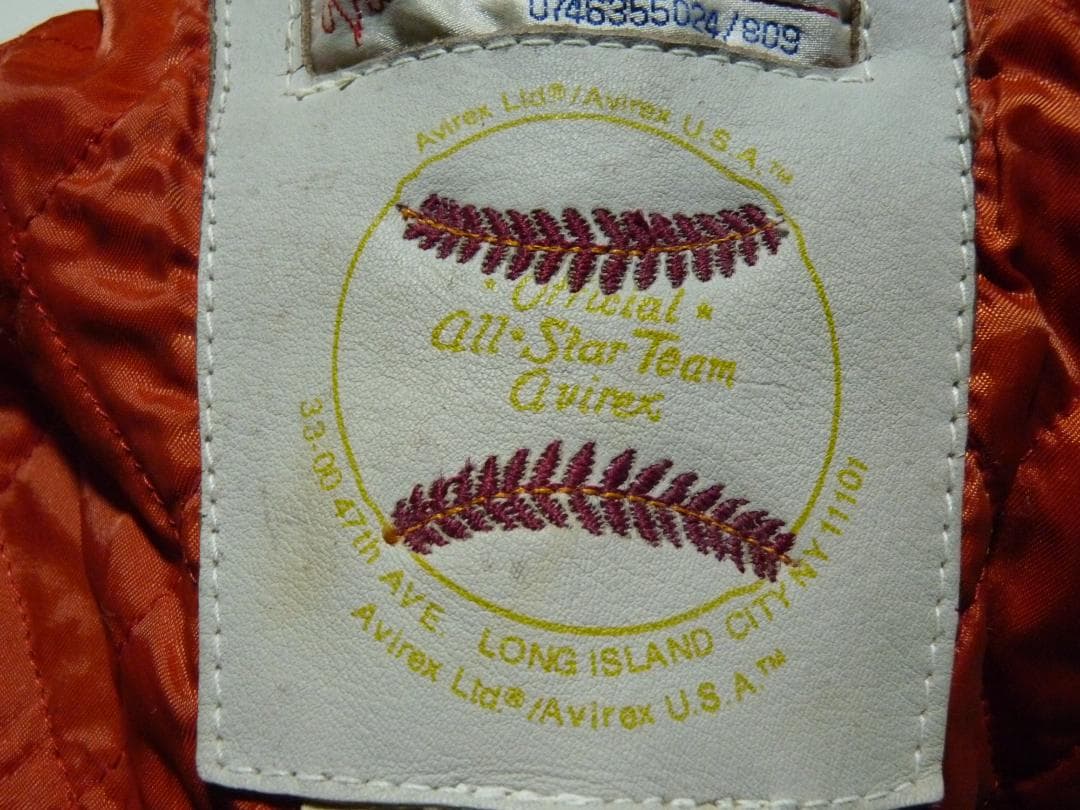 0746355024/809
Avirex Ltd®/Avirex U.S.A.™
* Official *
All★Star Team
Avirex
33-00 47th AVE. LONG ISLAND CITY NY 11101
Avirex Ltd.®/Avirex U.S.A.™